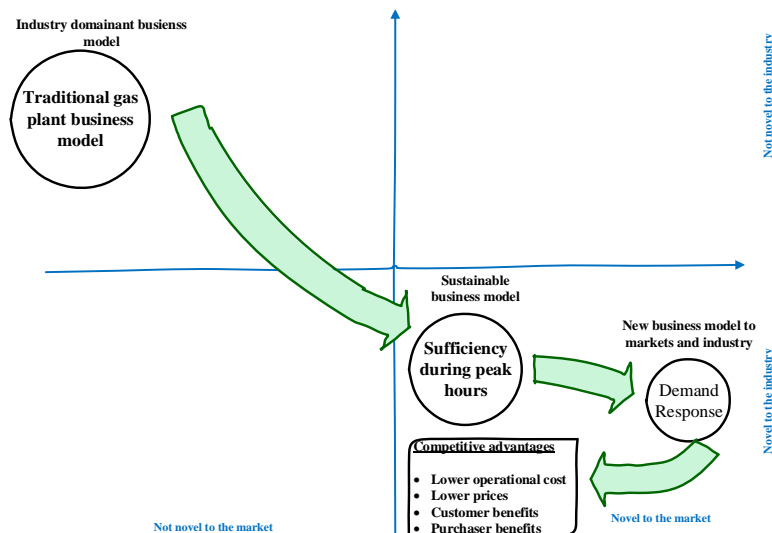 Industry domainant busienss
model
Traditional gas
plant business
model
Not novel to the industry
Sustainable
business model
Sufficiency
during peak
hours
New business model to
markets and industry
Demand
Response
Novel to the industry
Competitive advantages
• Lower operational cost
• Lower prices
• Customer benefits
• Purchaser benefits
Not novel to the market
Novel to the market